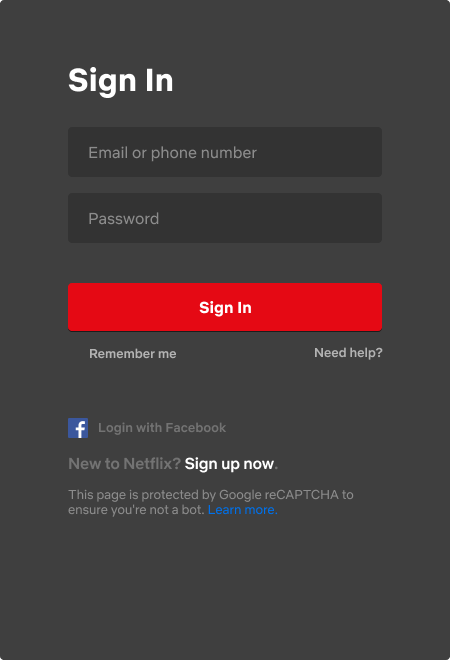 Sign In
Email or phone number
Password
Sign In
Remember me
Need help?
Login with Facebook
New to Netflix? Sign up now.
This page is protected by Google reCAPTCHA to
ensure you're not a bot. Learn more.